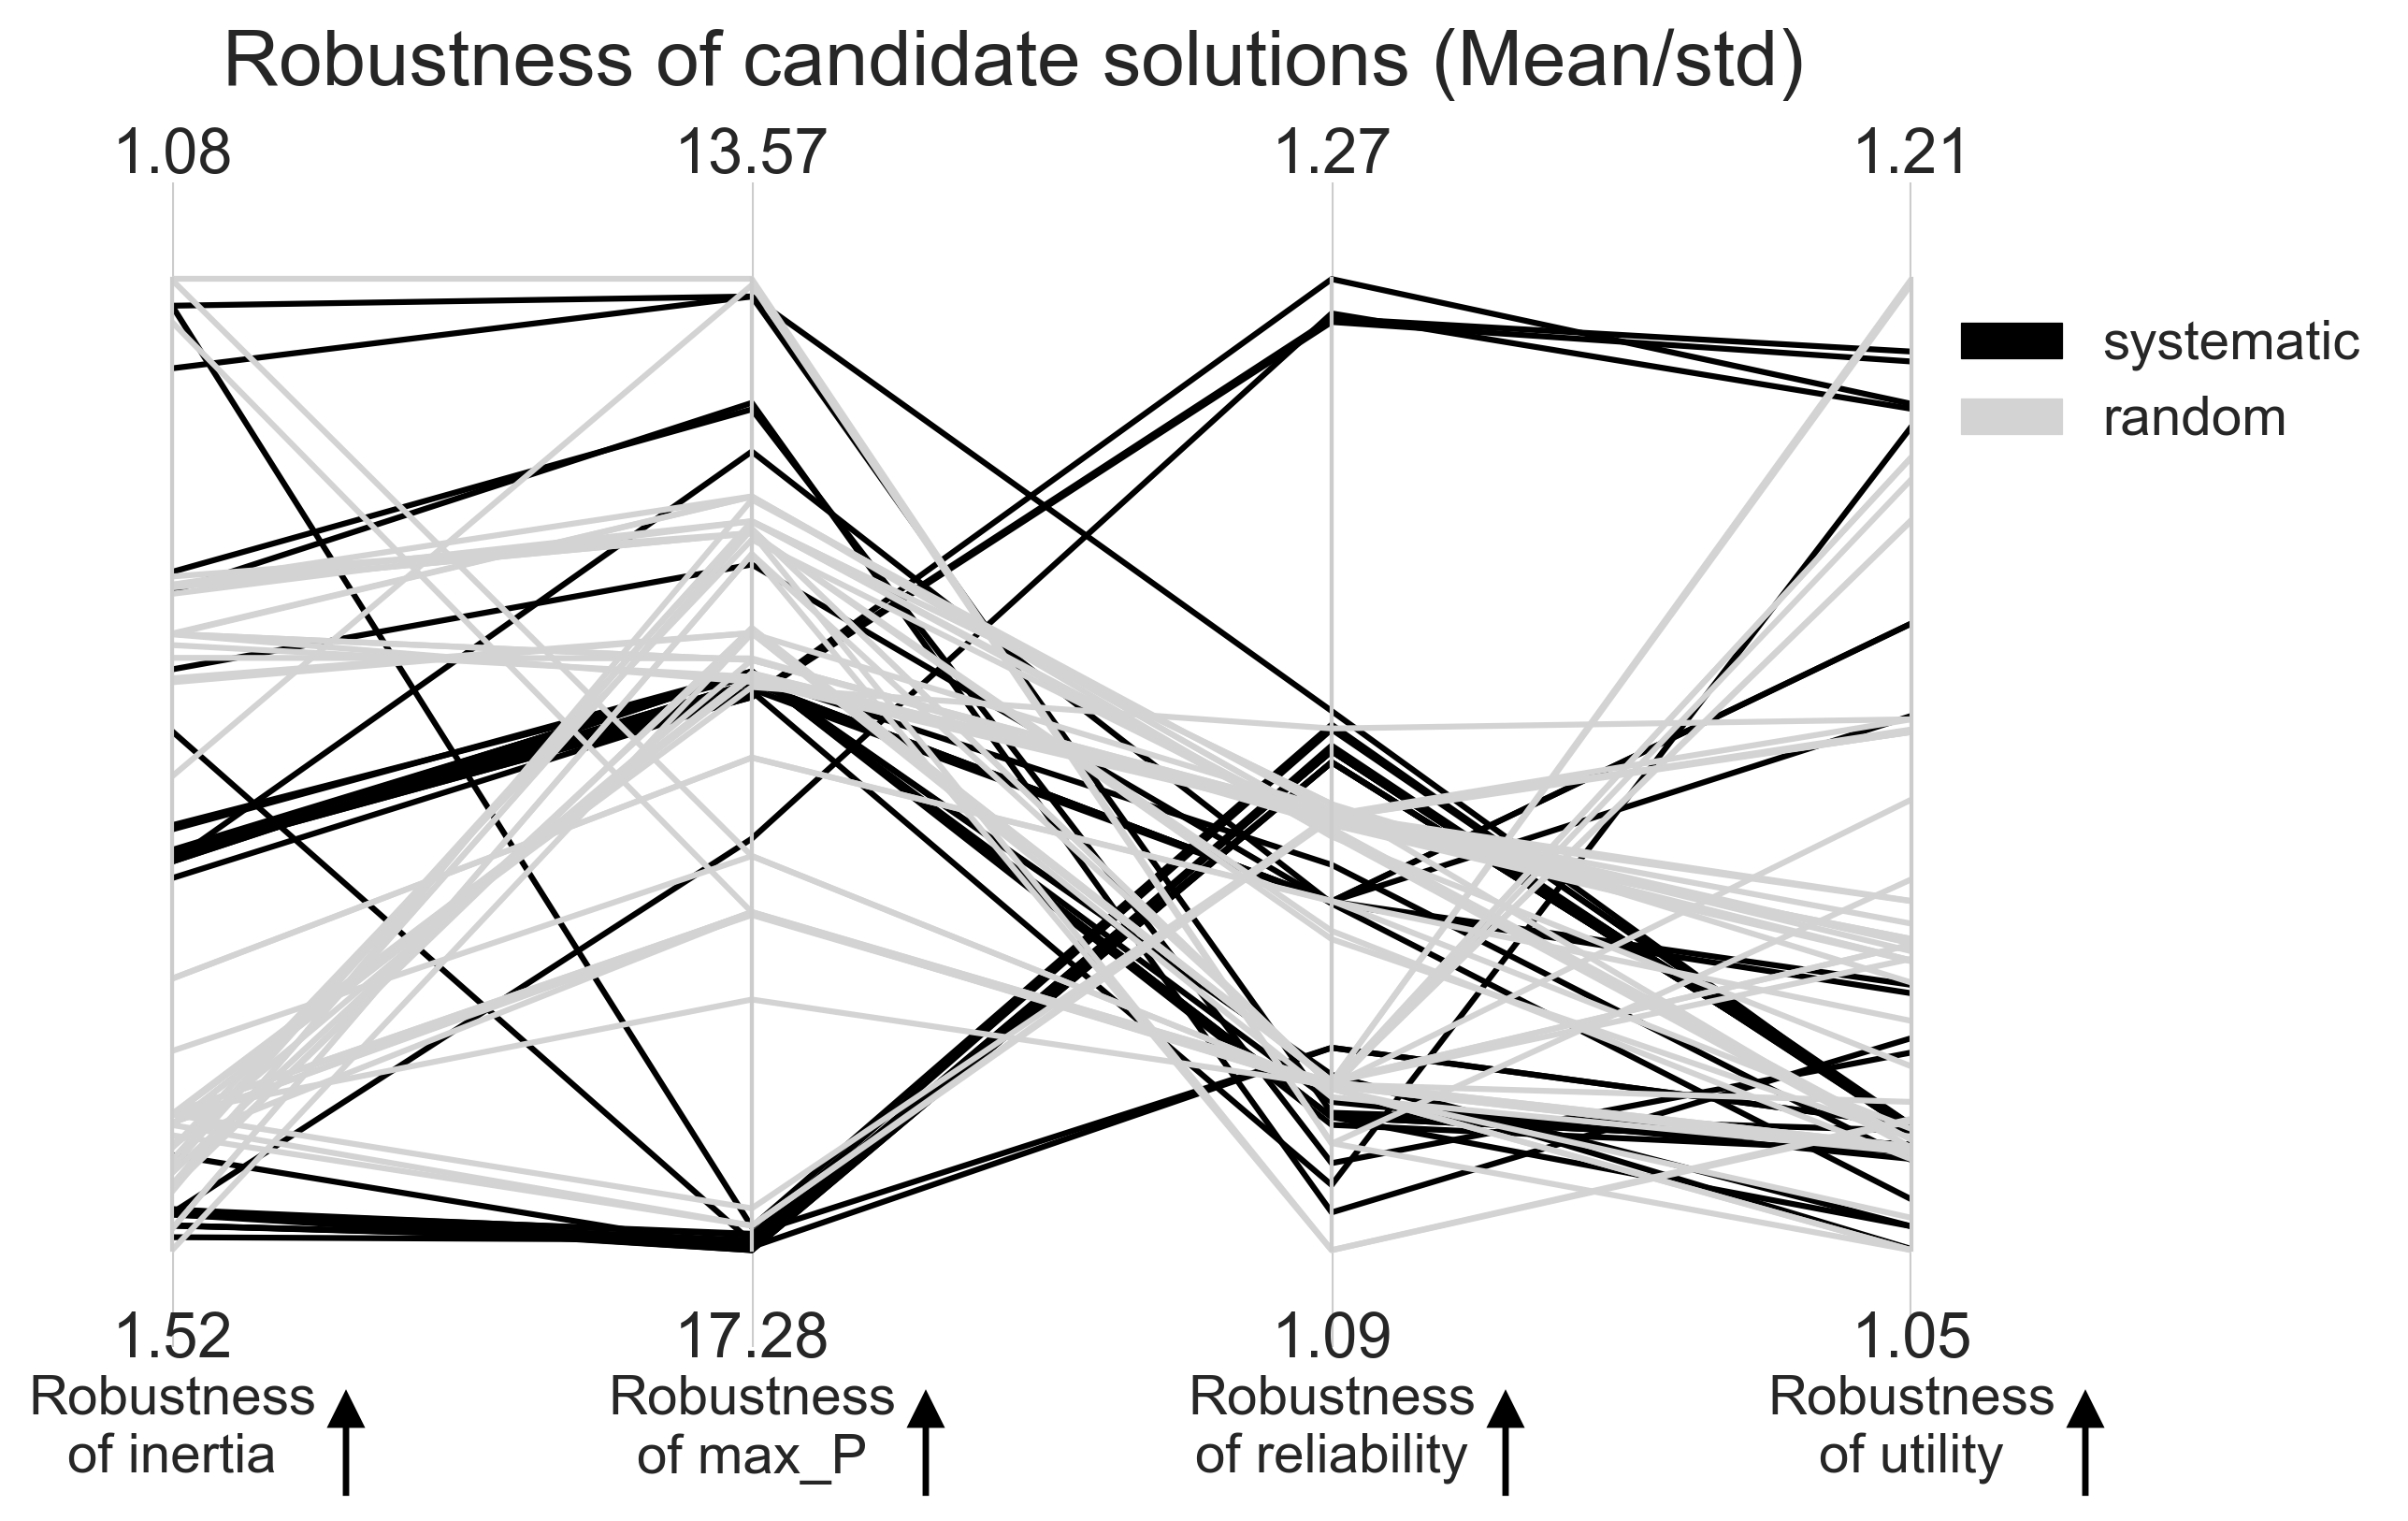 Robustness of candidate solutions (Mean/std)
1.08 13.57 1.27 1.21
systematic
random
1.52 17.28 1.09 1.05
Robustness Robustness Robustness Robustness
of inertia of max_P of reliability of utility